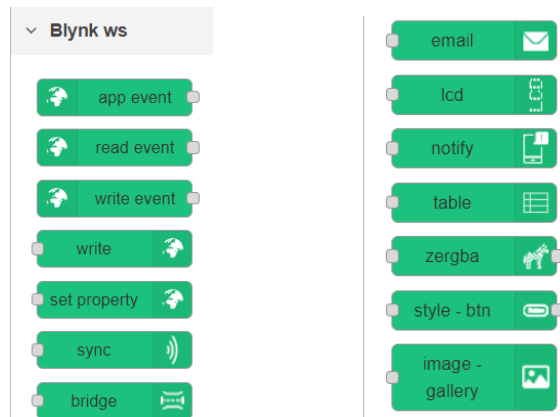 Blynk ws
app event
read event
write event
write
set property
sync
bridge
email
lcd
notify
table
zergba
style - btn
image -
gallery